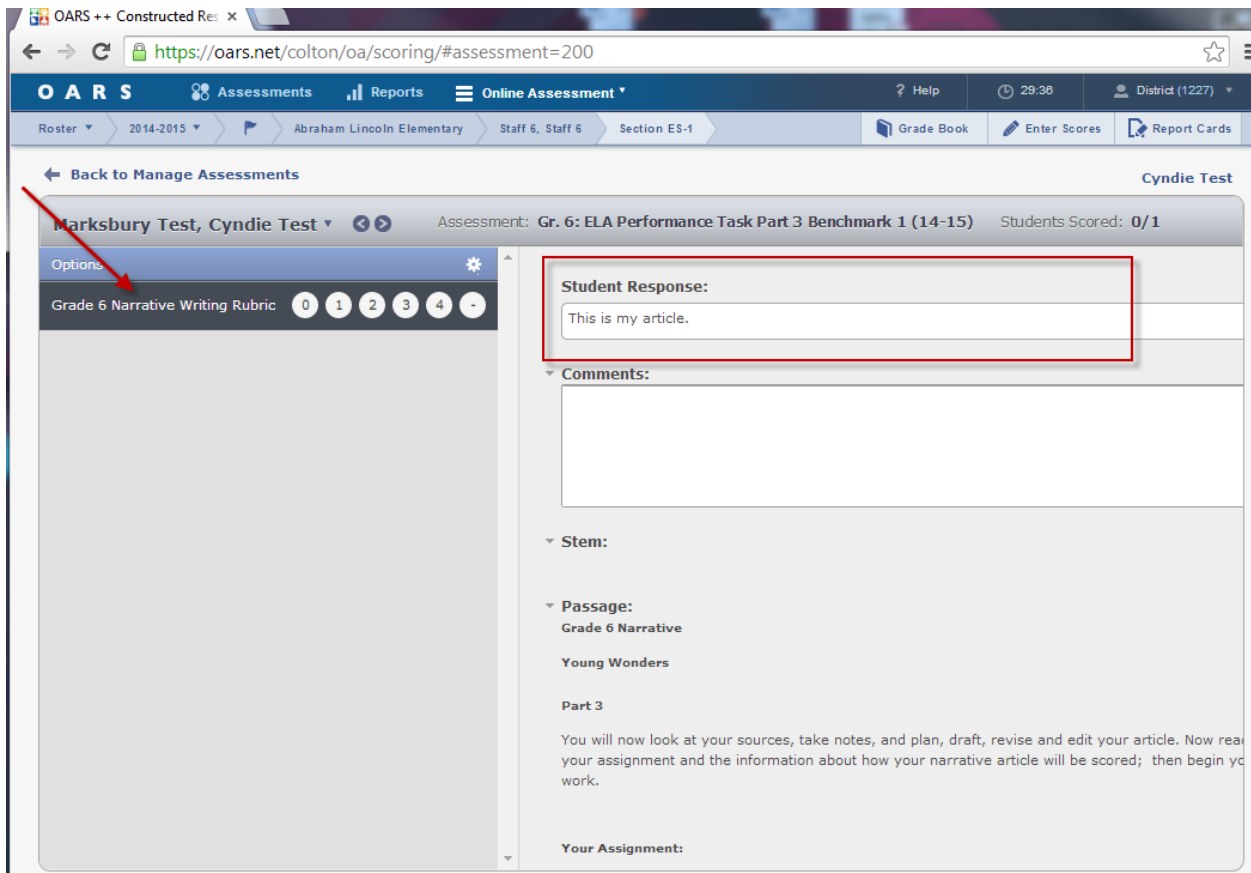 OARS ++ Constructed Res ×
https://oars.net/colton/oa/scoring/#assessment=200
O A R S Assessments Reports Online Assessment ? Help 29:36 District (1227)
Roster 2014-2015 Abraham Lincoln Elementary Staff 6, Staff 6 Section ES-1 Grade Book Enter Scores Report Cards
Back to Manage Assessments
Cyndie Test
Marksbury Test, Cyndie Test Assessment: Gr. 6: ELA Performance Task Part 3 Benchmark 1 (14-15) Students Scored: 0/1
Options
Grade 6 Narrative Writing Rubric 0 1 2 3 4 -
Student Response:
This is my article.
Comments:
Stem:
Passage:
Grade 6 Narrative
Young Wonders
Part 3
You will now look at your sources, take notes, and plan, draft, revise and edit your article. Now
your assignment and the information about how your narrative article will be scored; then begin
work.
Your Assignment: